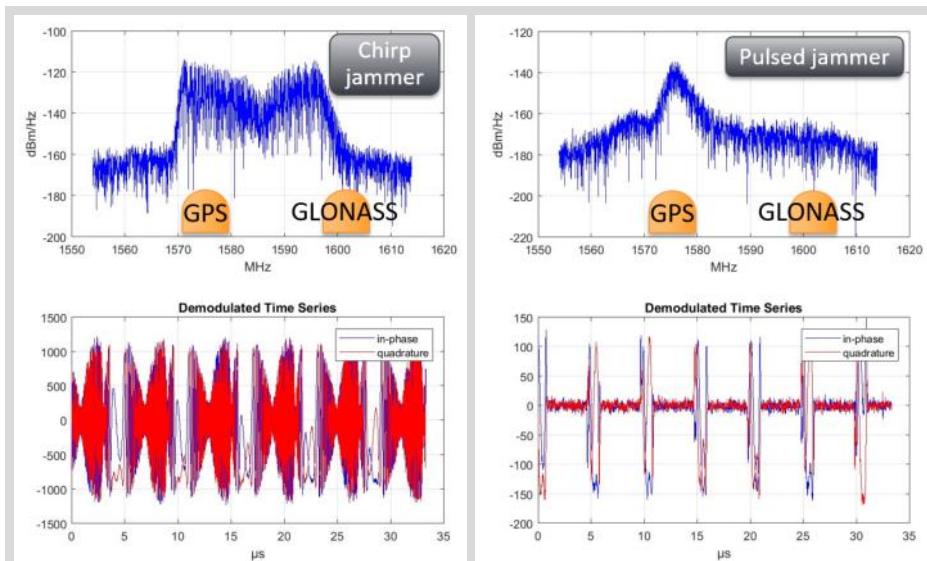 Chirp
jammer
-100
-120
-140
-160
-180
-200
dBm/Hz
GPS
GLONASS
1550 1560 1570 1580 1590 1600 1610 1620
MHz
Pulsed jammer
-120
-140
-160
-180
-200
-220
dBm/Hz
GPS
GLONASS
1550 1560 1570 1580 1590 1600 1610 1620
MHz
Demodulated Time Series
1500
1000
500
0
-500
-1000
-1500
in-phase
quadrature
0 5 10 15 20 25 30 35
µs
Demodulated Time Series
150
100
50
0
-50
-100
-150
-200
in-phase
quadrature
0 5 10 15 20 25 30 35
µs